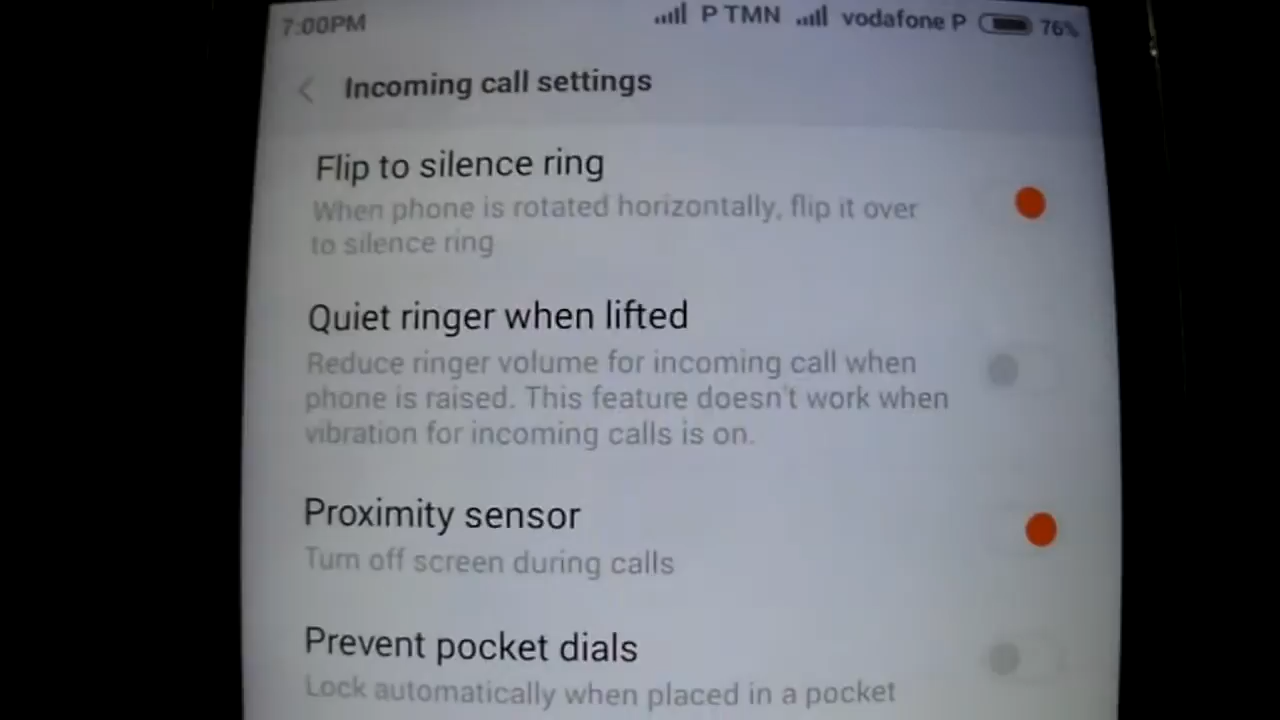 7:00PM P TMN vodafone P 76%
Incoming call settings
Flip to silence ring
When phone is rotated horizontally, flip it over
to silence ring
Quiet ringer when lifted
Reduce ringer volume for incoming call when
phone is raised. This feature doesn't work when
vibration for incoming calls is on.
Proximity sensor
Turn off screen during calls
Prevent pocket dials
Lock automatically when placed in a pocket